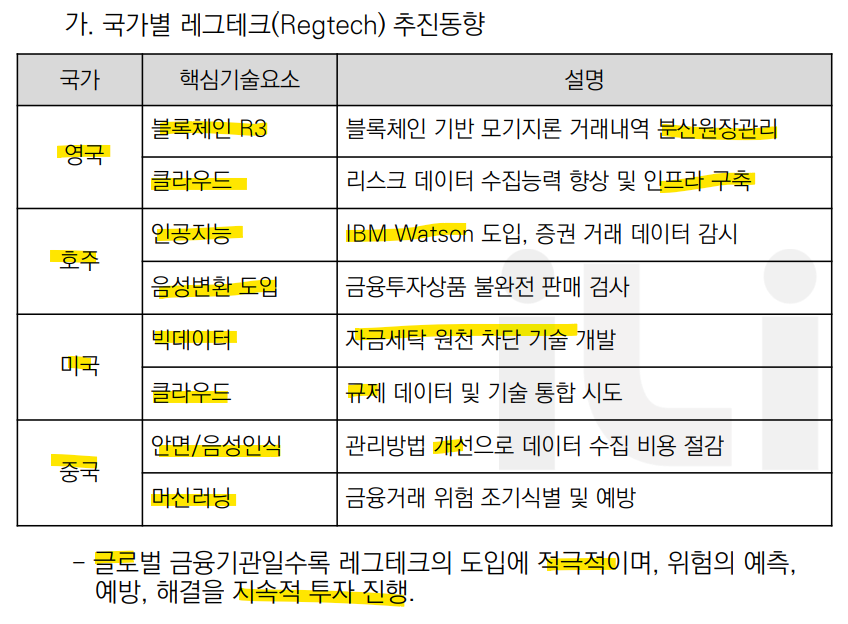 가. 국가별 레그테크(Regtech) 추진동향
국가 핵심기술요소 설명
영국
블록체인 R3 블록체인 기반 모기지론 거래내역 분산원장관리
클라우드 리스크 데이터 수집능력 향상 및 인프라 구축
호주
인공지능 IBM Watson 도입, 증권 거래 데이터 감시
음성변환 도입 금융투자상품 불완전 판매 검사
미국
빅데이터 자금세탁 원천 차단 기술 개발
클라우드 규제 데이터 및 기술 통합 시도
중국
안면/음성인식 관리방법 개선으로 데이터 수집 비용 절감
머신러닝 금융거래 위험 조기식별 및 예방
- 글로벌 금융기관일수록 레그테크의 도입에 적극적이며, 위험의 예측,
예방, 해결을 지속적 투자 진행.
iLi